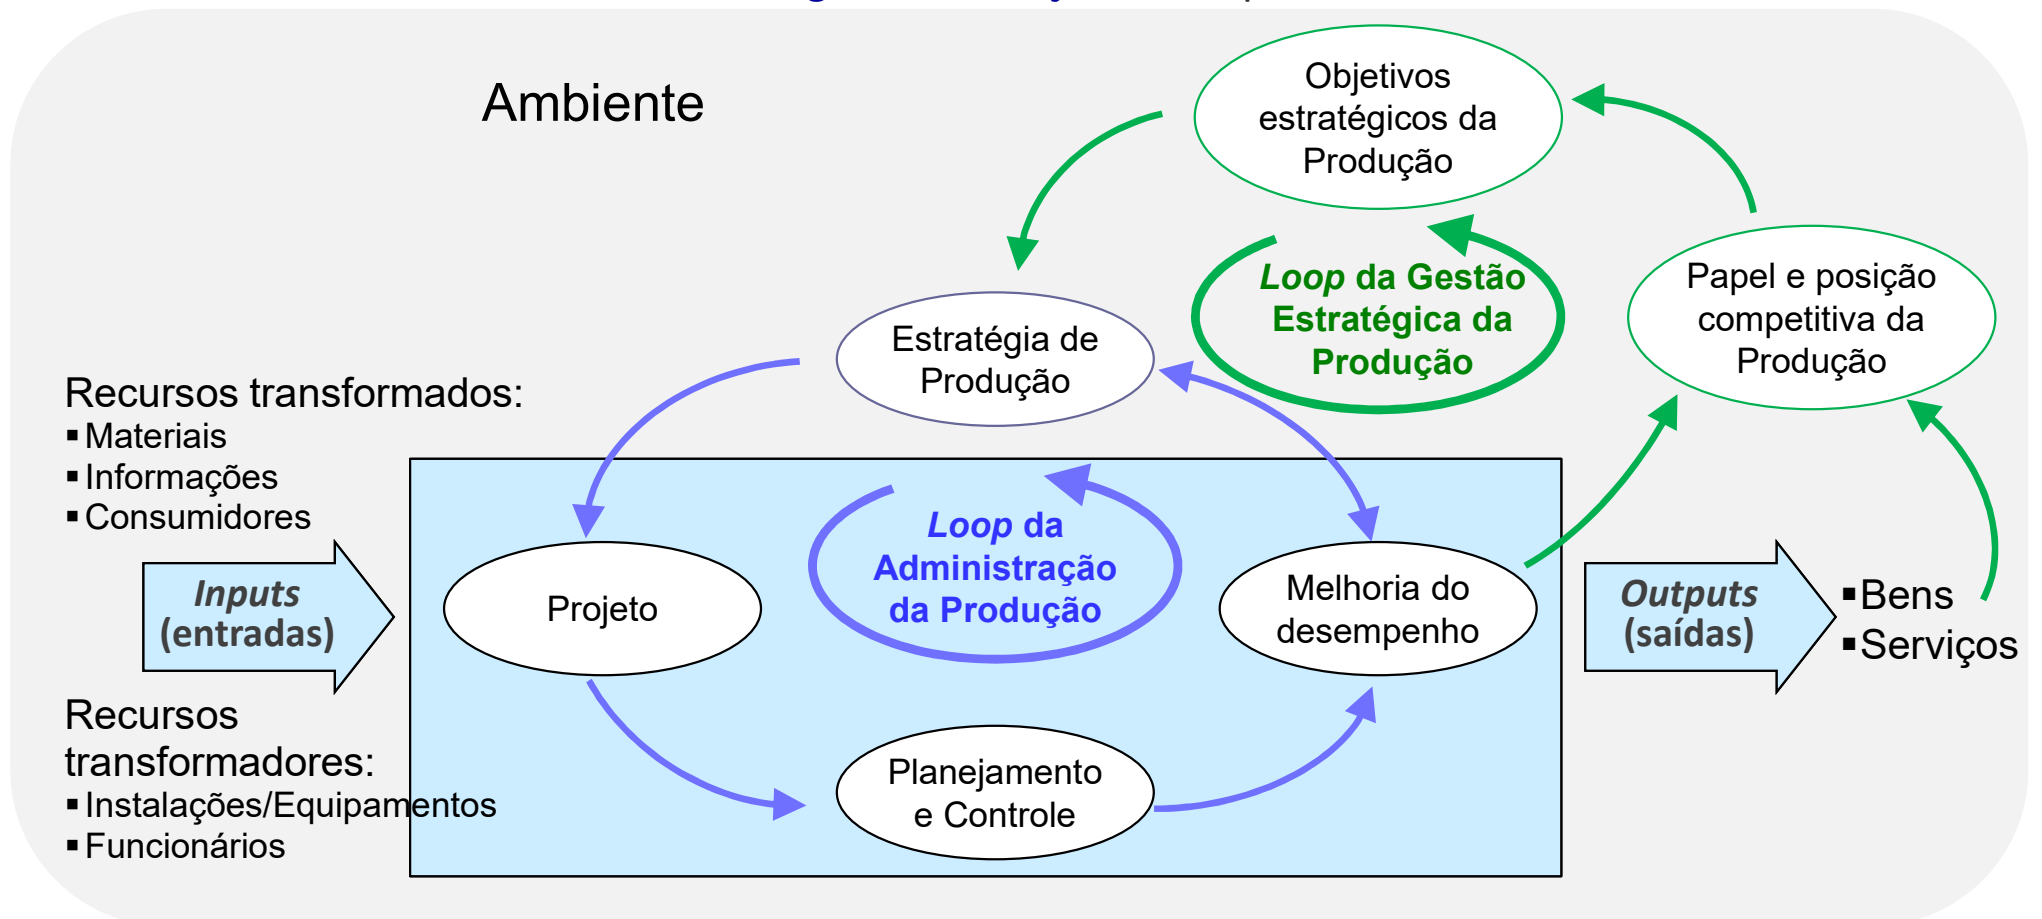 Ambiente
Objetivos
estratégicos da
Produção
Loop da Gestão
Estratégica da
Produção
Papel e posição
competitiva da
Produção
Estratégia de
Produção
Recursos transformados:
▪Materiais
▪Informações
▪Consumidores
Inputs
(entradas)
Projeto
Loop da
Administração
da Produção
Melhoria do
desempenho
Outputs
(saídas)
▪Bens
▪Serviços
Recursos
transformadores:
▪Instalações/Equipamentos
▪Funcionários
Planejamento
e Controle